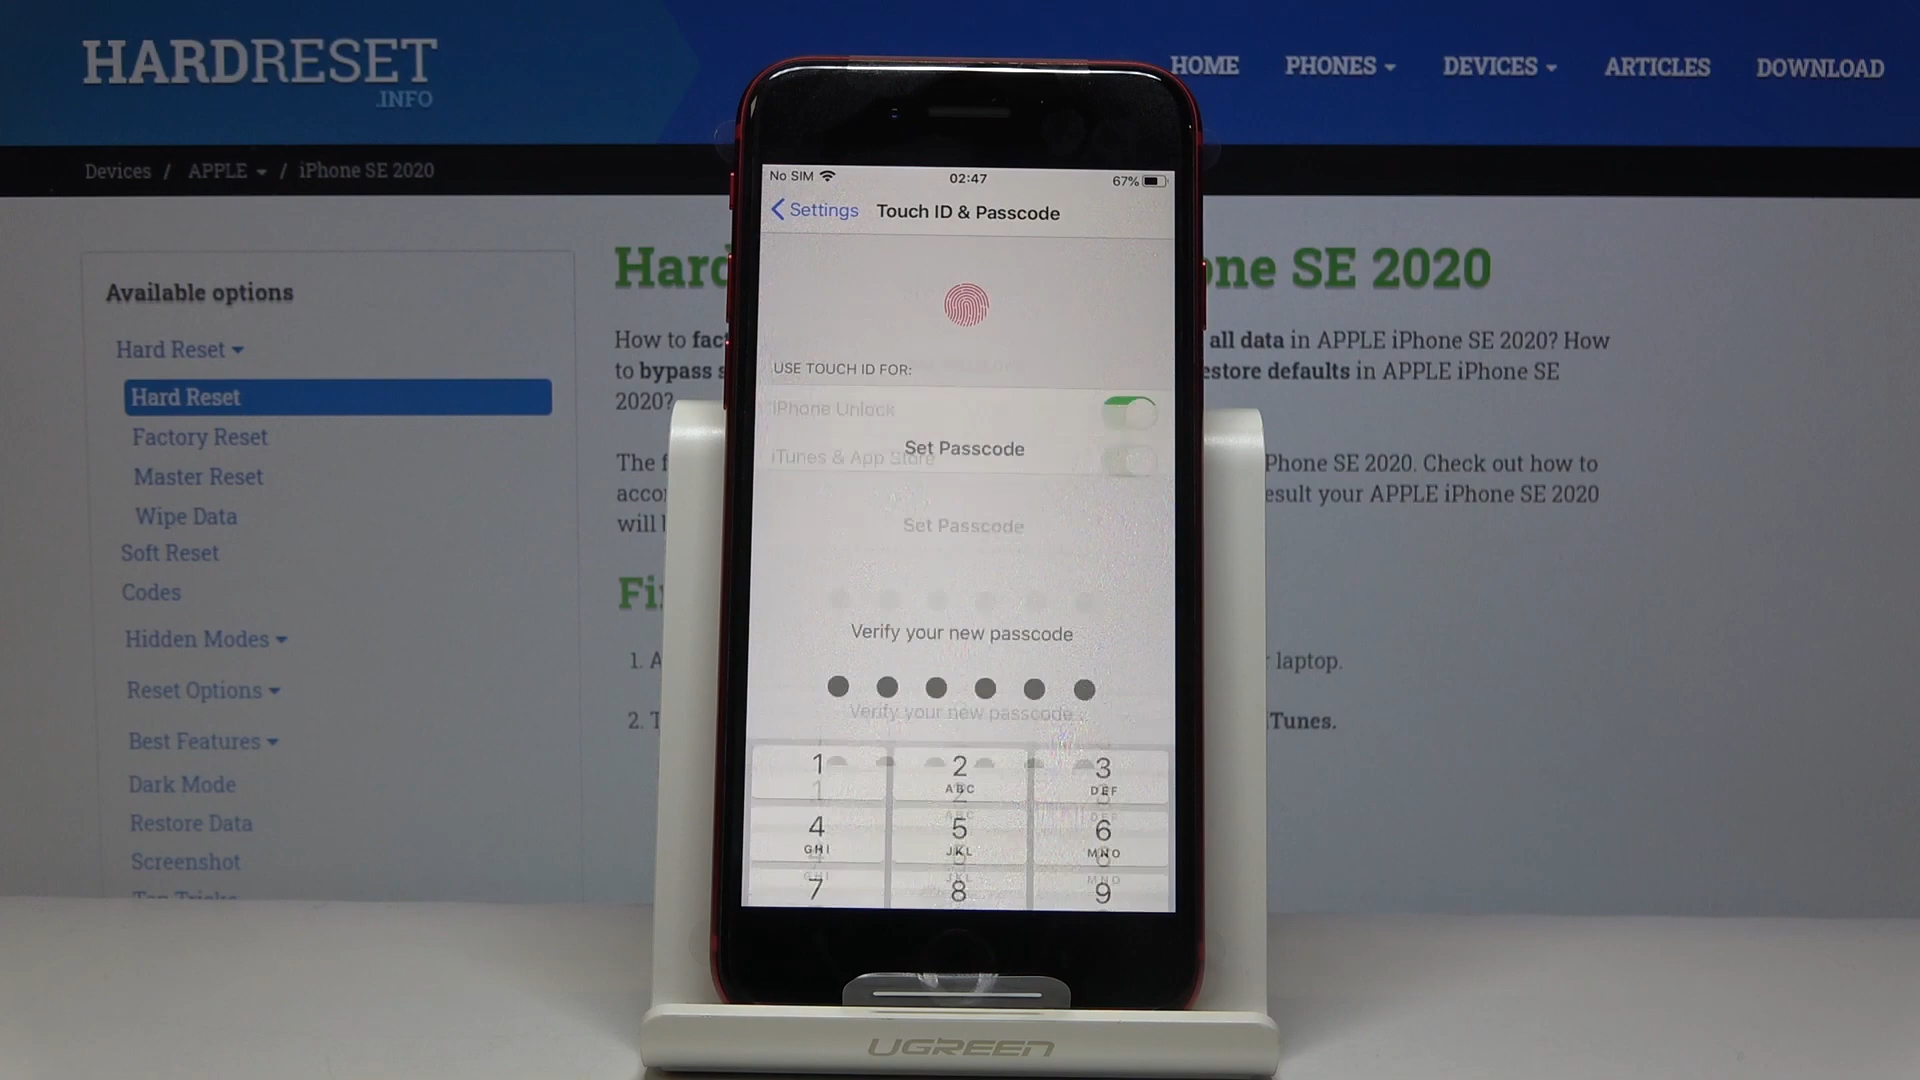 HARDRESET
.INFO
HOME PHONES DEVICES ARTICLES DOWNLOAD
Devices / APPLE / iPhone SE 2020
Available options
Hard Reset
Hard Reset
Factory Reset
Master Reset
Wipe Data
Soft Reset
Codes
Hidden Modes
Reset Options
Best Features
Dark Mode
Restore Data
Screenshot
Top Tricks
Hard
one SE 2020
How to fac
all data in APPLE iPhone SE 2020? How
to bypass s
estore defaults in APPLE iPhone SE
2020?
The f
Phone SE 2020. Check out how to
acco
esult your APPLE iPhone SE 2020
will
Fi
1. A
laptop.
2. T
iTunes.
No SIM 02:47 67%
Settings Touch ID & Passcode
USE TOUCH ID FOR:
iPhone Unlock
Set Passcode
iTunes & App Store
Set Passcode
Verify your new passcode
Verify your new passcode
1 2 3
ABC DEF
4 5 6
GHI JKL MNO
7 8 9
UGREEN